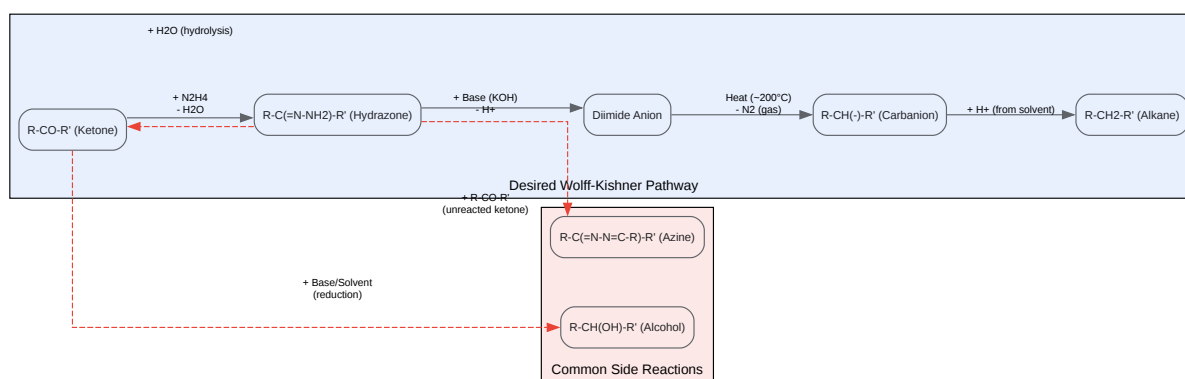 + H2O (hydrolysis)
+ N2H4
- H2O
+ Base (KOH)
- H+
Heat (~200°C)
- N2 (gas)
+ H+ (from solvent)
R-CO-R' (Ketone)
R-C(=N-NH2)-R' (Hydrazone)
Diimide Anion
R-CH(-)-R' (Carbanion)
R-CH2-R' (Alkane)
Desired Wolff-Kishner Pathway
+ R-CO-R'
(unreacted ketone)
R-C(=N-N=C-R)-R' (Azine)
+ Base/Solvent
(reduction)
R-CH(OH)-R' (Alcohol)
Common Side Reactions